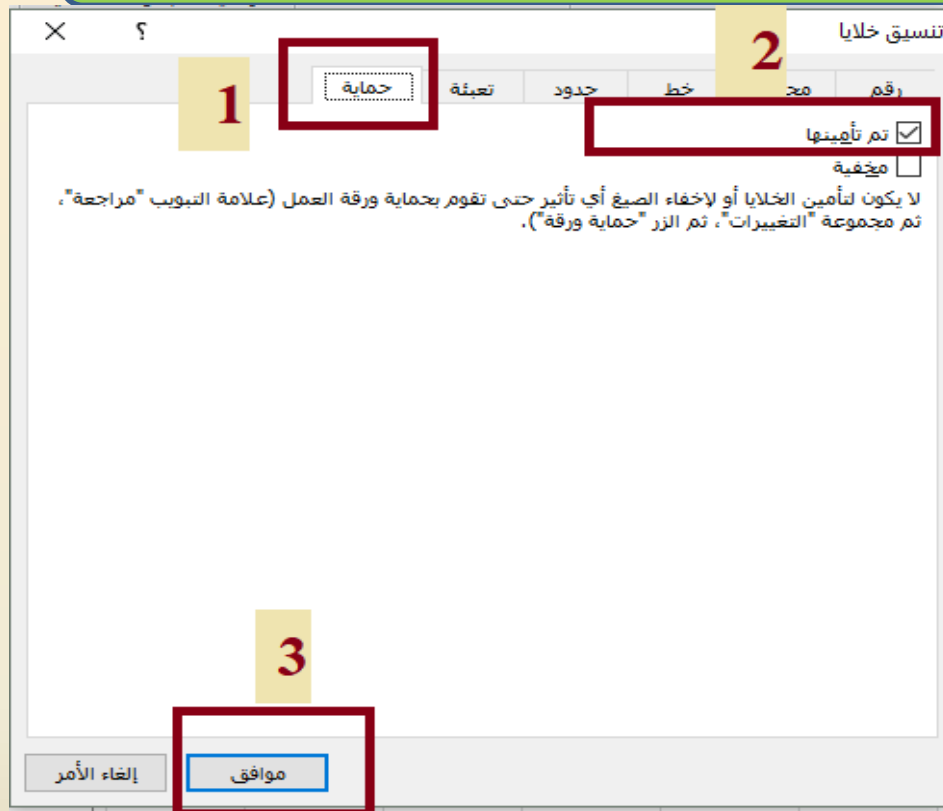 تنسيق خلايا
؟
2
رقم
خط
حدود
تعبئة
حماية
1
تم تأمينها
مخفية
لا يكون لتأمين الخلايا أو لإخفاء الصيغ أي تأثير حتى تقوم بحماية ورقة العمل (علامة التبويب "مراجعة"،
ثم مجموعة "التغييرات"، ثم الزر "حماية ورقة").
3
موافق
إلغاء الأمر